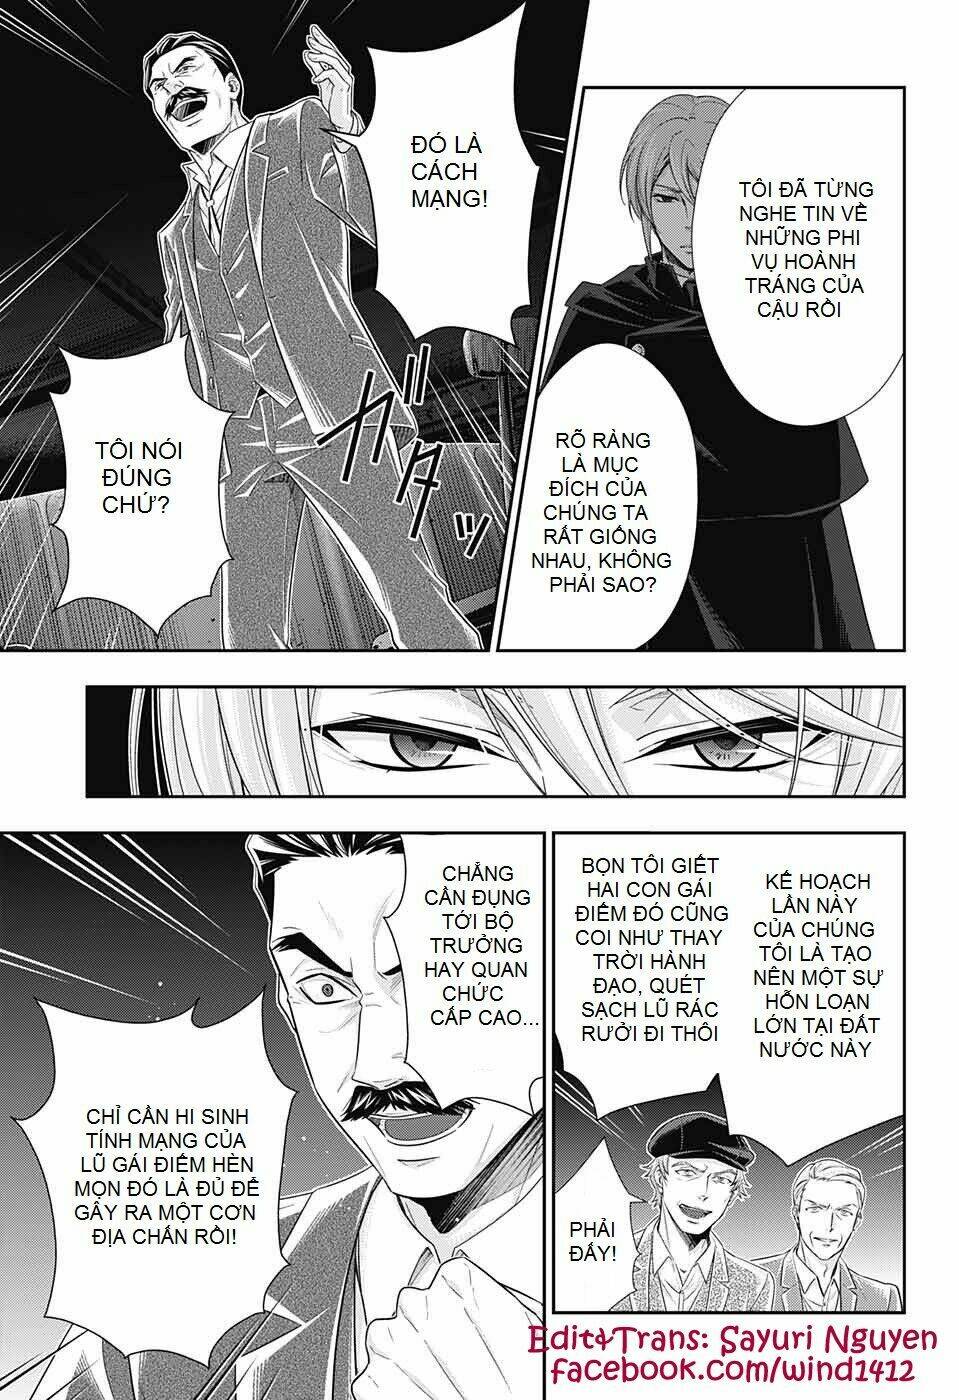 TÔI ĐÃ TỪNG
NGHE TIN VỀ
NHỮNG PHI
VỤ HOÀNH
TRÁNG CỦA
CẬU RỒI
RÕ RÀNG
LÀ MỤC
ĐÍCH CỦA
CHÚNG TA
RẤT GIỐNG
NHAU, KHÔNG
PHẢI SAO?
ĐÓ LÀ
CÁCH
MẠNG!
ガガッ
TÔI NÓI
ĐÚNG
CHỨ?
KẾ HOẠCH
LẦN NÀY
CỦA CHÚNG
TÔI LÀ TẠO
NÊN MỘT SỰ
HỖN LOẠN
LỚN TẠI ĐẤT
NƯỚC NÀY
BỌN TÔI GIẾT
HAI CON GÁI
ĐIẾM ĐÓ CŨNG
COI NHƯ THAY
TRỜI HÀNH
ĐẠO, QUÉT
SẠCH LŨ RÁC
RƯỞI ĐI THÔI
PHẢI
ĐẤY!
CHẲNG
CẦN ĐỤNG
TỚI BỘ
TRƯỞNG
HAY QUAN
CHỨC
CẤP CAO...
CHỈ CẦN HI SINH
TÍNH MẠNG CỦA
LŨ GÁI ĐIẾM HÈN
MỌN ĐÓ LÀ ĐỦ ĐỂ
GÂY RA MỘT CƠN
ĐỊA CHẤN RỒI!
Edit&Trans: Sayuri Nguyen
facebook.com/wind1412